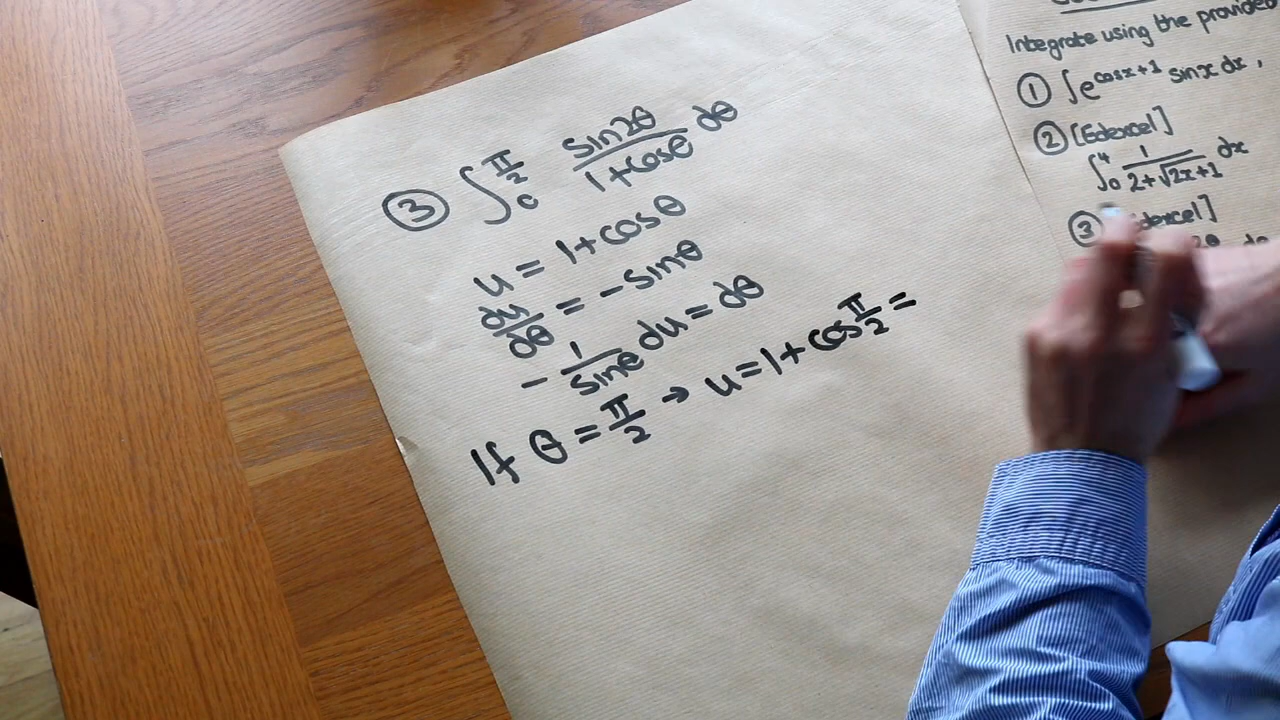 ③ ∫₀^(π/2) sin2θ/(1+cosθ) dθ
u = 1+cosθ
du/dθ = -sinθ
- 1/sinθ du = dθ
If θ = π/2 → u = 1 + cos π/2 =
Integrate using the provided
① ∫e^(cosx+1) sinx dx,
② [Edexcel]
∫₀⁴ 1/(2+√(2x+1)) dx
③